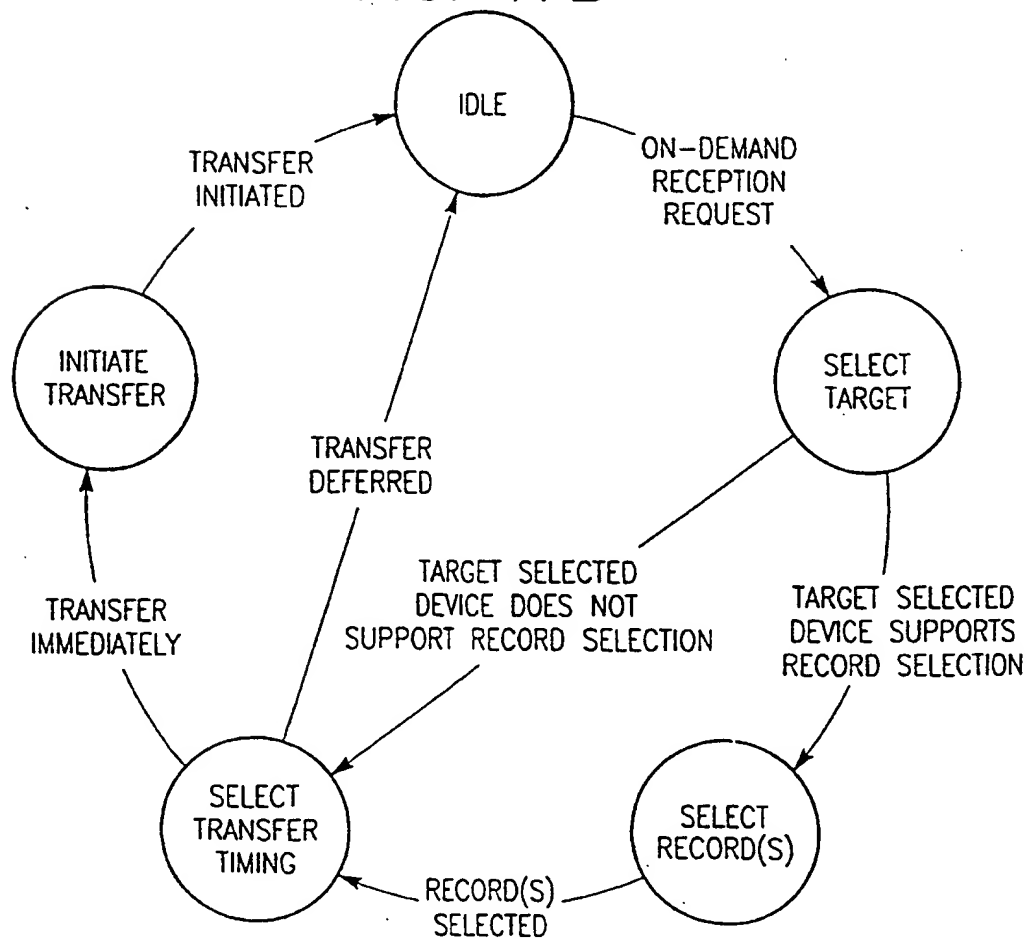 IDLE
TRANSFER
INITIATED
ON-DEMAND
RECEPTION
REQUEST
INITIATE
TRANSFER
SELECT
TARGET
TRANSFER
DEFERRED
TRANSFER
IMMEDIATELY
TARGET SELECTED
DEVICE DOES NOT
SUPPORT RECORD SELECTION
TARGET SELECTED
DEVICE SUPPORTS
RECORD SELECTION
SELECT
TRANSFER
TIMING
SELECT
RECORD(S)
RECORD(S)
SELECTED